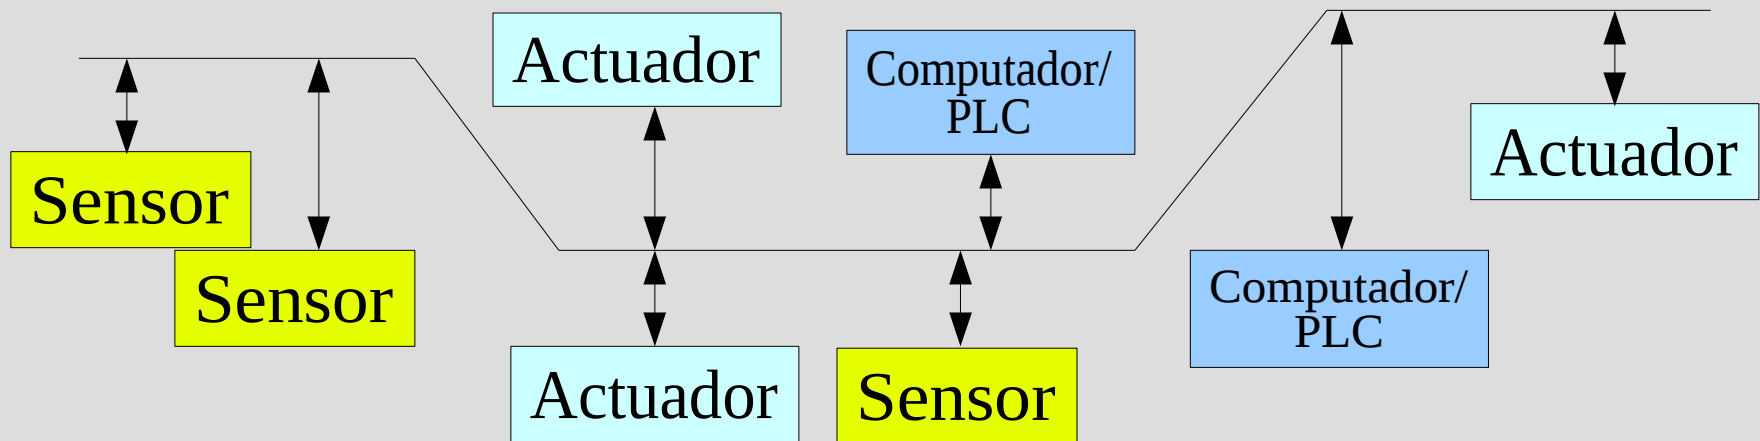 Actuador
Computador/
PLC
Actuador
Sensor
Sensor
Computador/
PLC
Actuador
Sensor